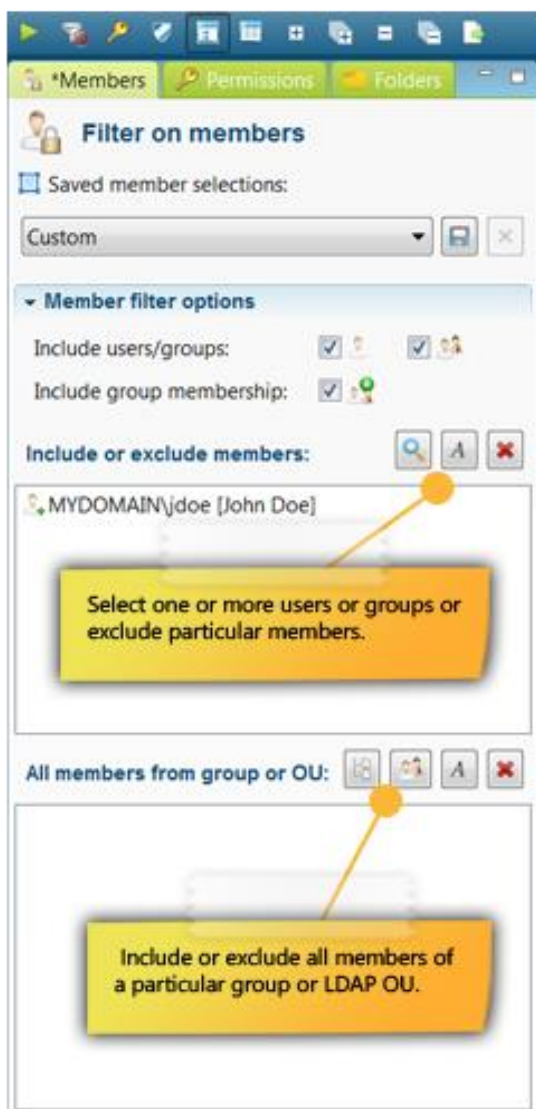 *Members Permissions Folders
Filter on members
Saved member selections:
Custom
Member filter options
Include users/groups:
Include group membership:
Include or exclude members: A
MYDOMAIN\jdoe [John Doe]
Select one or more users or groups or
exclude particular members.
All members from group or OU: A
Include or exclude all members of
a particular group or LDAP OU.